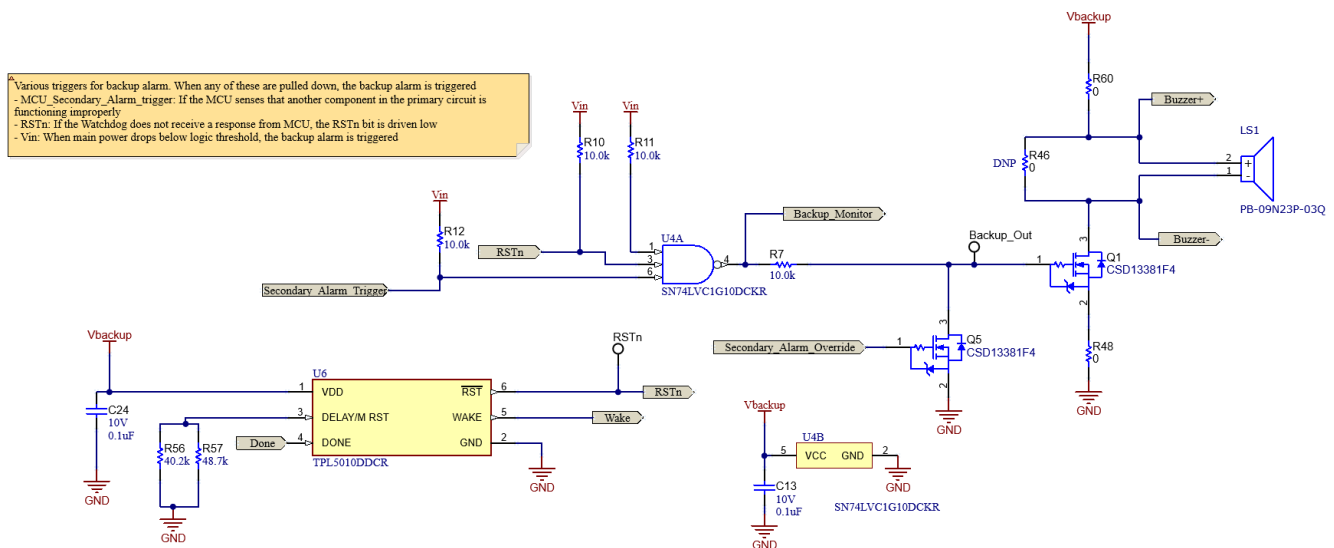 Various triggers for backup alarm. When any of these are pulled down, the backup alarm is triggered
- MCU_Secondary_Alarm_trigger: If the MCU senses that another component in the primary circuit is
functioning improperly
- RSTn: If the Watchdog does not receive a response from MCU, the RSTn bit is driven low
- Vin: When main power drops below logic threshold, the backup alarm is triggered
Vbackup
R60
0
Buzzer+
LS1
R46
0
DNP
2
1
+
-
PB-09N23P-03Q
Buzzer-
Vin
Vin
R10
10.0k
R11
10.0k
Vin
R12
10.0k
RSTn
Secondary_Alarm_Trigger
U4A
1
3
6
4
SN74LVC1G10DCKR
Backup_Monitor
R7
10.0k
Backup_Out
1
3
Q1
CSD13381F4
2
R48
0
GND
Secondary_Alarm_Override
1
3
Q5
CSD13381F4
2
GND
Vbackup
C24
10V
0.1uF
GND
R56
40.2k
R57
48.7k
GND
Done
U6
1
VDD
3
DELAY/M RST
4
DONE
RST
6
WAKE
5
GND
2
TPL5010DDCR
RSTn
RSTn
Wake
GND
Vbackup
C13
10V
0.1uF
GND
U4B
5
VCC
GND
2
GND
SN74LVC1G10DCKR